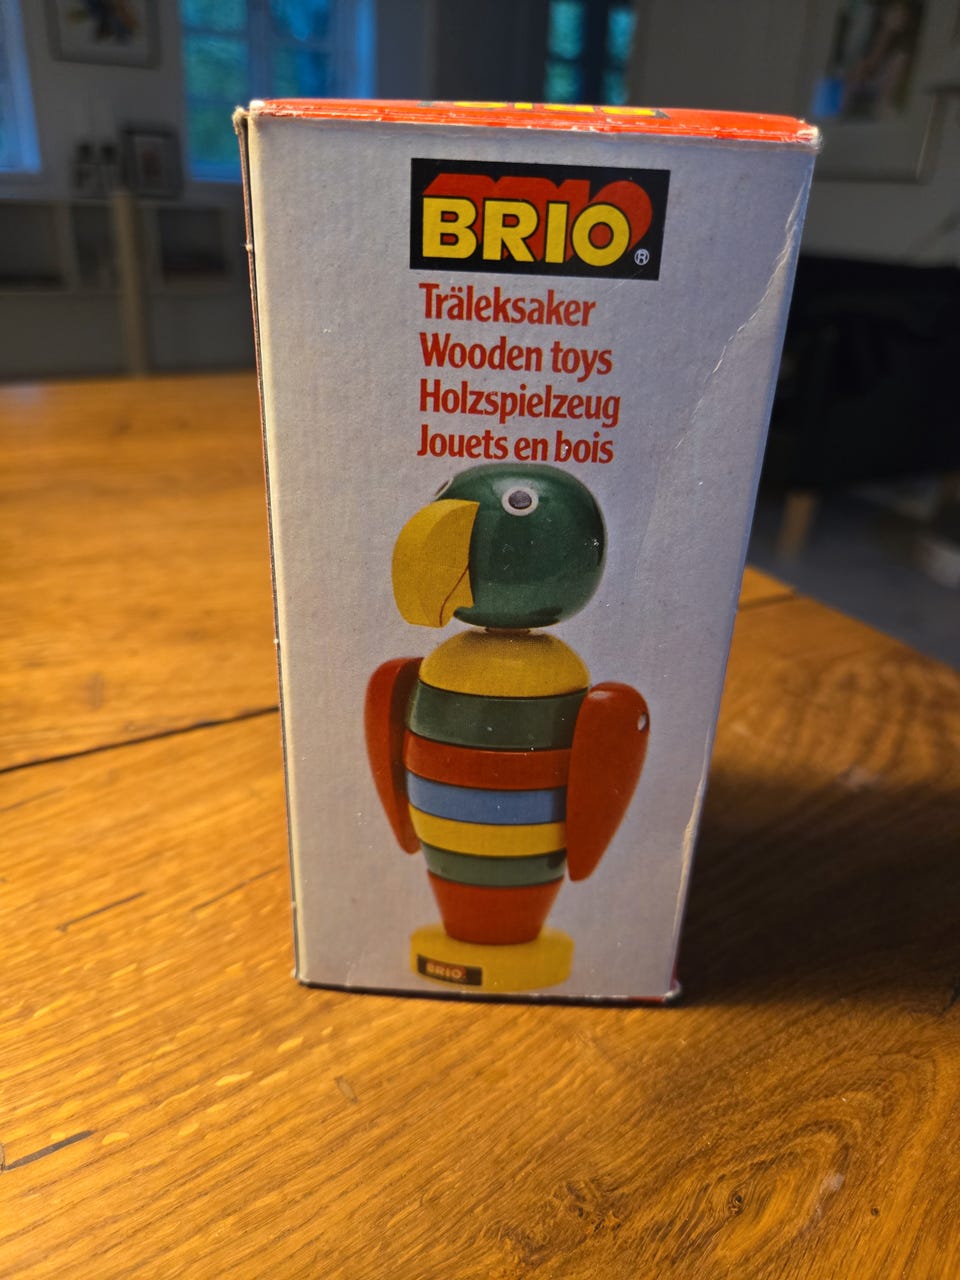 BRIO®
Träleksaker
Wooden toys
Holzspielzeug
Jouets en bois
BRIO